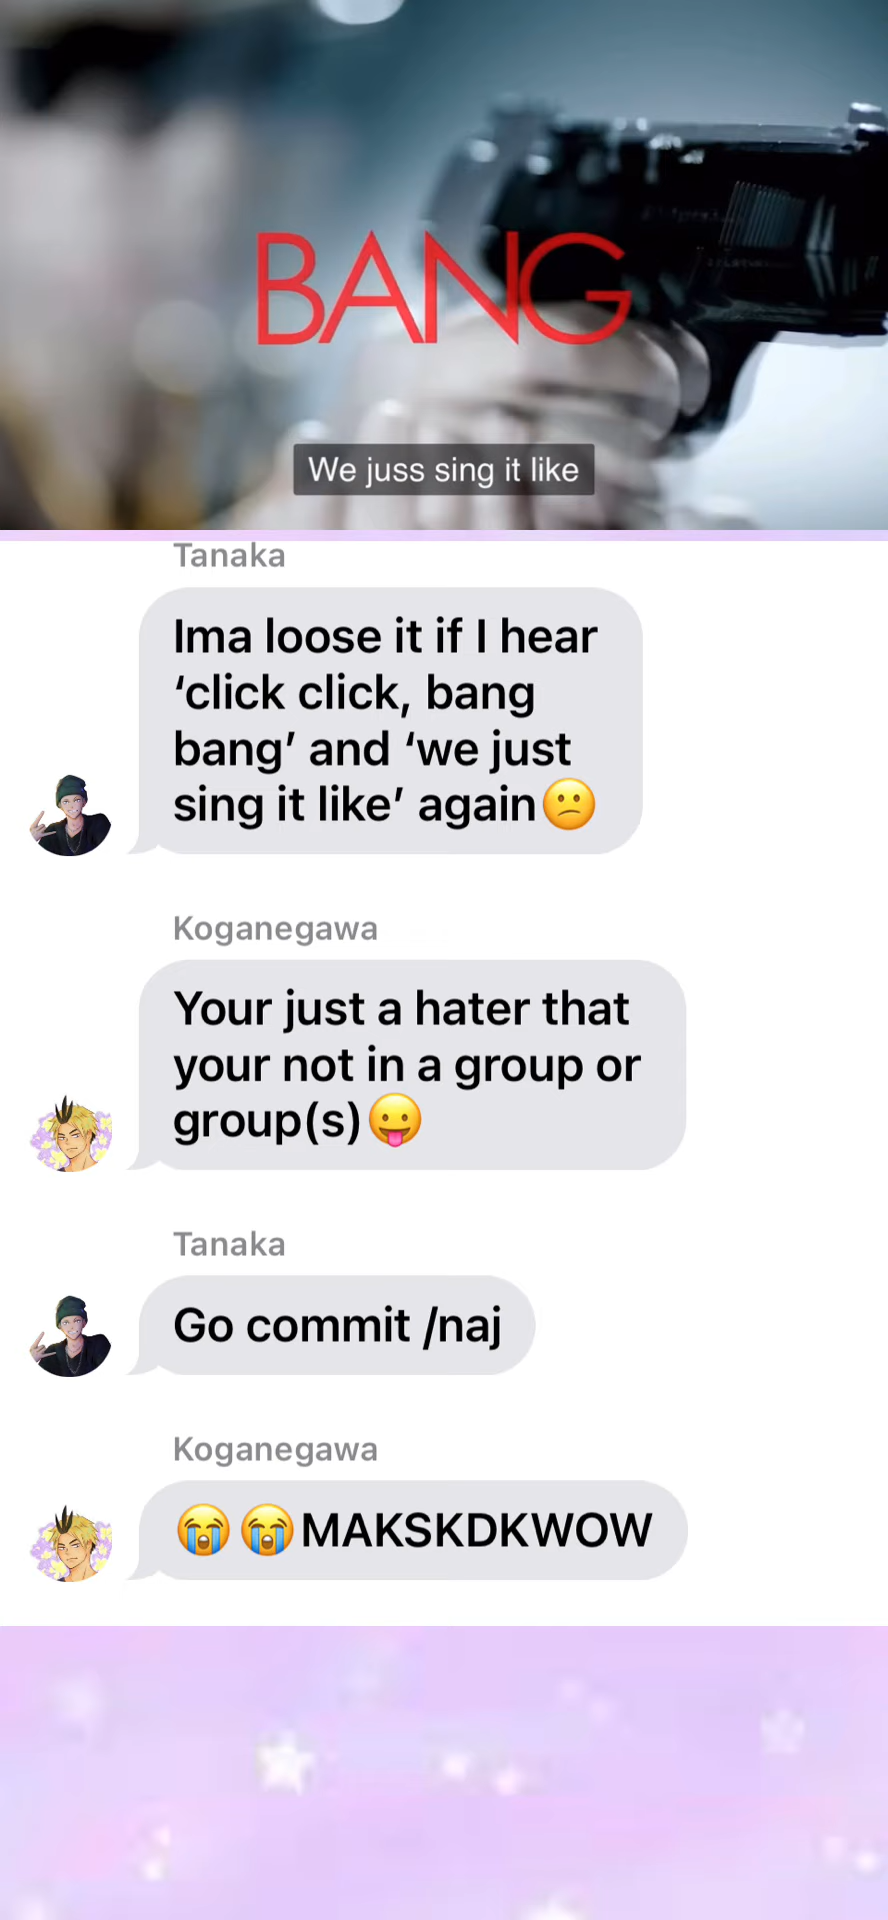 BANG
We juss sing it like
Tanaka
Ima loose it if I hear
‘click click, bang
bang’ and ‘we just
sing it like’ again😕
Koganegawa
Your just a hater that
your not in a group or
group(s)😛
Tanaka
Go commit /naj
Koganegawa
😭😭MAKSKDKWOW